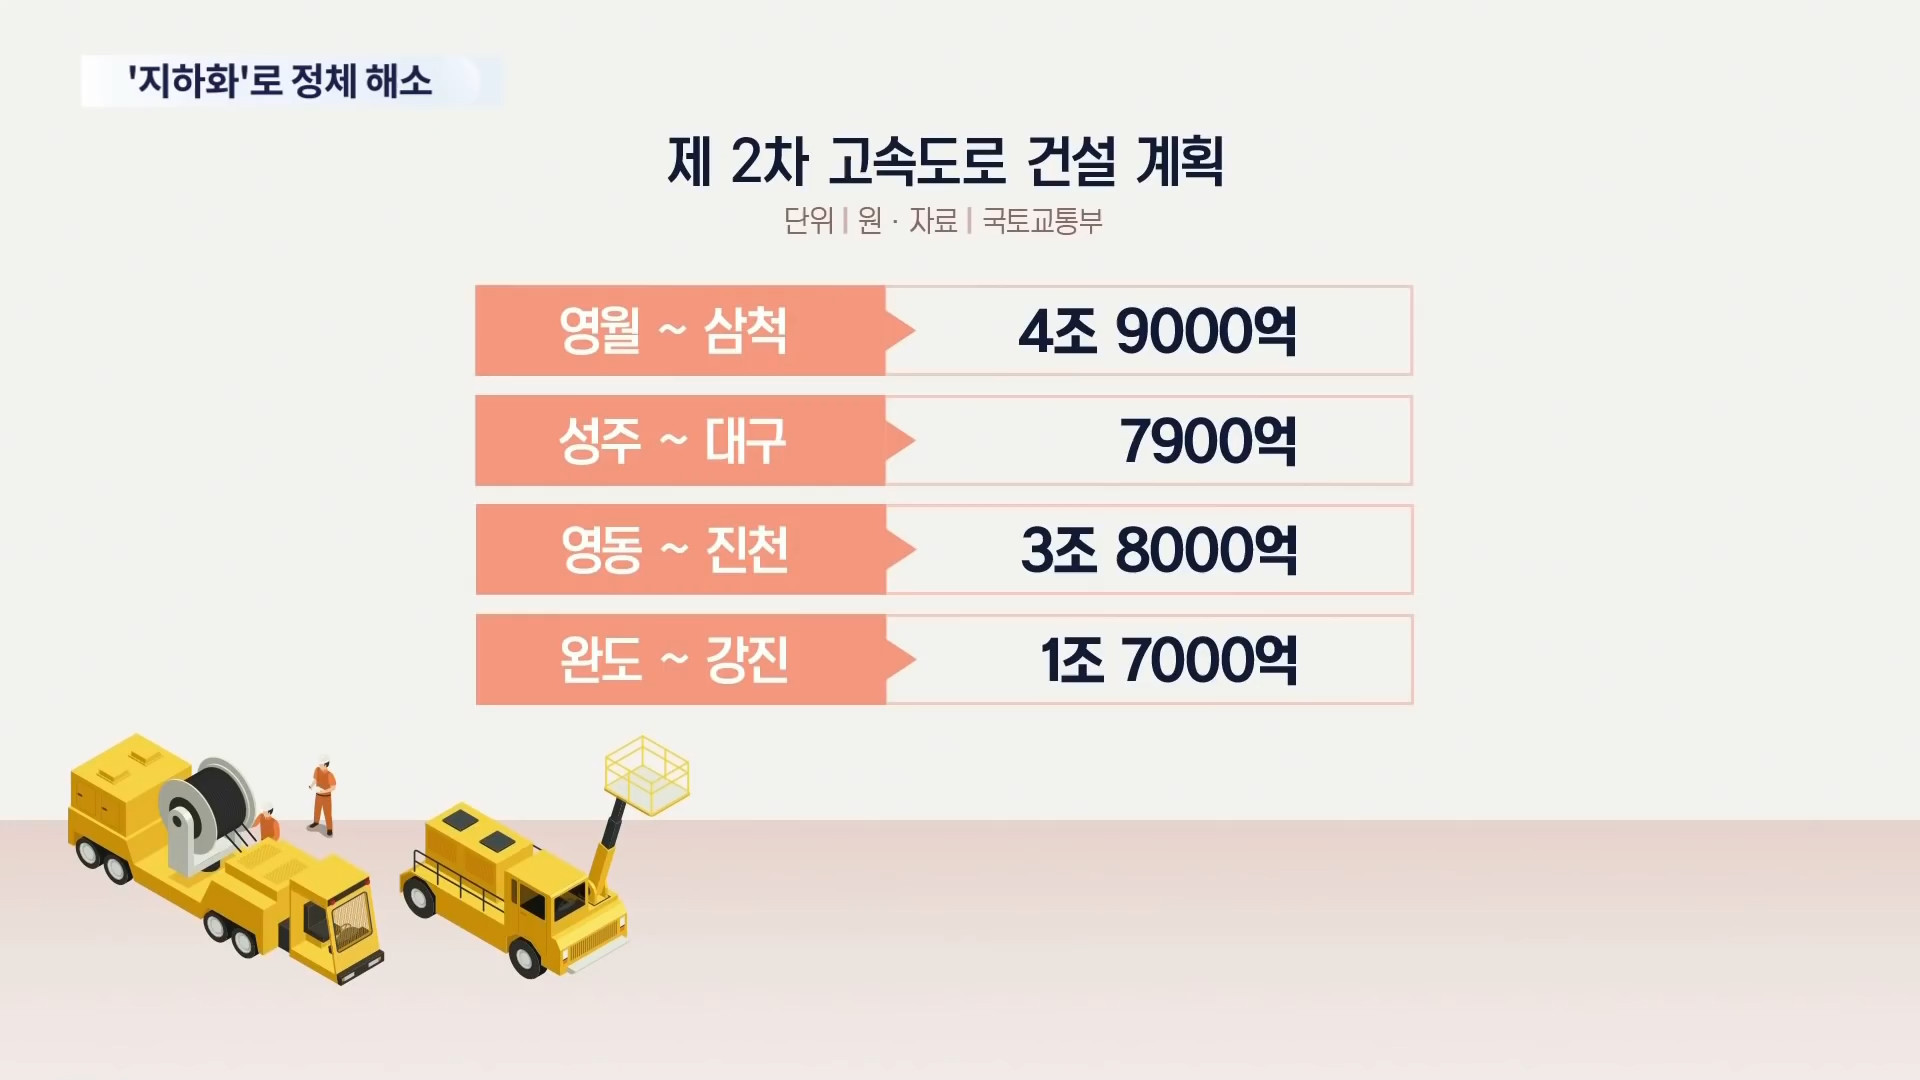 '지하화'로 정체 해소
제 2차 고속도로 건설 계획
단위 | 원 · 자료 | 국토교통부
영월 ~ 삼척 4조 9000억
성주 ~ 대구 7900억
영동 ~ 진천 3조 8000억
완도 ~ 강진 1조 7000억